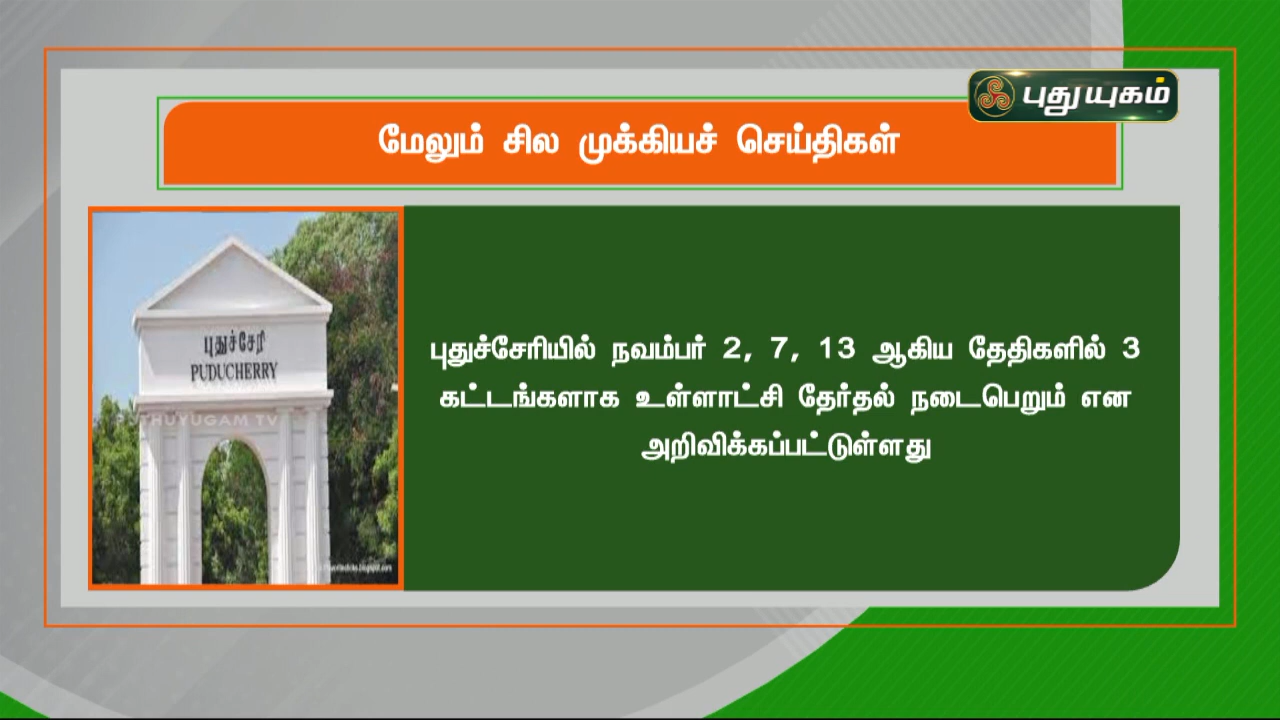 புதுயுகம்
மேலும் சில முக்கியச் செய்திகள்
புதுச்சேரி
PUDUCHERRY
PUTHUYUGAM TV
புதுச்சேரியில் நவம்பர் 2, 7, 13 ஆகிய தேதிகளில் 3
கட்டங்களாக உள்ளாட்சி தேர்தல் நடைபெறும் என
அறிவிக்கப்பட்டுள்ளது